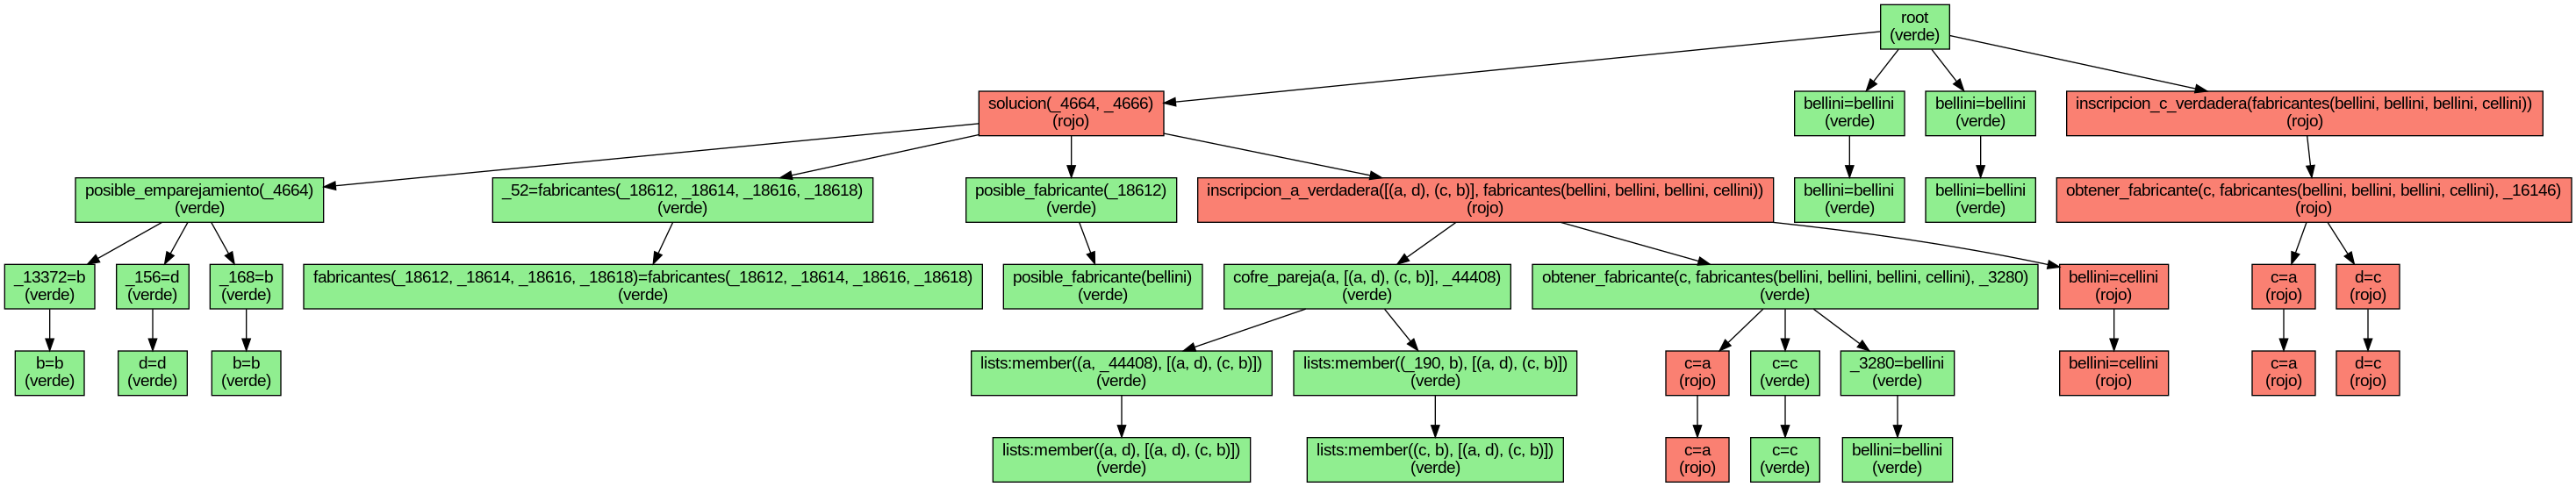 root
(verde)
solucion(_4664, _4666)
(rojo)
bellini=bellini
(verde)
bellini=bellini
(verde)
inscripcion_c_verdadera(fabricantes(bellini, bellini, bellini, cellini))
(rojo)
posible_emparejamiento(_4664)
(verde)
_52=fabricantes(_18612, _18614, _18616, _18618)
(verde)
posible_fabricante(_18612)
(verde)
inscripcion_a_verdadera([(a, d), (c, b)], fabricantes(bellini, bellini, bellini, cellini))
(rojo)
bellini=bellini
(verde)
bellini=bellini
(verde)
obtener_fabricante(c, fabricantes(bellini, bellini, bellini, cellini), _16146)
(rojo)
_13372=b
(verde)
_156=d
(verde)
_168=b
(verde)
fabricantes(_18612, _18614, _18616, _18618)=fabricantes(_18612, _18614, _18616, _18618)
(verde)
posible_fabricante(bellini)
(verde)
cofre_pareja(a, [(a, d), (c, b)], _44408)
(verde)
obtener_fabricante(c, fabricantes(bellini, bellini, bellini, cellini), _3280)
(verde)
bellini=cellini
(rojo)
c=a
(rojo)
d=c
(rojo)
b=b
(verde)
d=d
(verde)
b=b
(verde)
lists:member((a, _44408), [(a, d), (c, b)])
(verde)
lists:member((_190, b), [(a, d), (c, b)])
(verde)
c=a
(rojo)
c=c
(verde)
_3280=bellini
(verde)
bellini=cellini
(rojo)
c=a
(rojo)
d=c
(rojo)
lists:member((a, d), [(a, d), (c, b)])
(verde)
lists:member((c, b), [(a, d), (c, b)])
(verde)
c=a
(rojo)
c=c
(verde)
bellini=bellini
(verde)